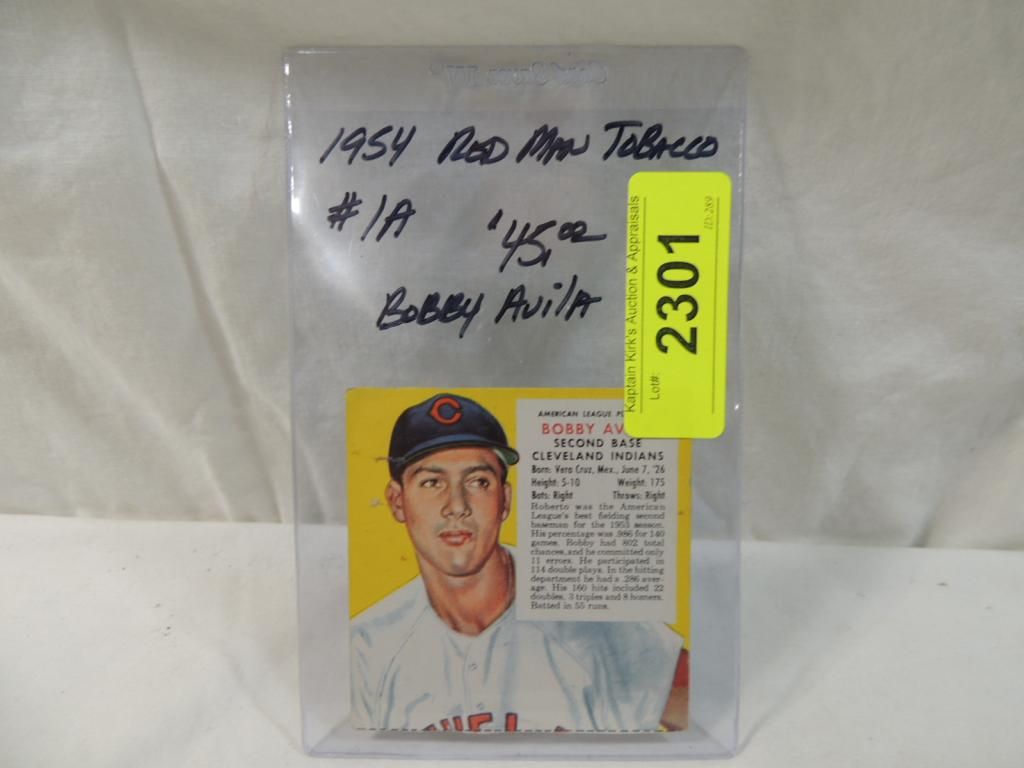 1954 RED MAN TOBACCO
#1A $45.00
BOBBY AVILA
Kaptain Kirk's Auction & Appraisals
Lot#: 2301
ID:289
C
AMERICAN LEAGUE
BOBBY AV
SECOND BASE
CLEVELAND INDIANS
Born: Vera Cruz, Mex., June 7, '26
Height: 5-10 Weight: 175
Bats: Right Throws: Right
Roberto was the American
League's best fielding second
baseman for the 1953 season.
His percentage was .986 for 140
games. Bobby had 802 total
chances, and he committed only
11 errors. He participated in
114 double plays. In the hitting
department he had a .286 aver-
age. His 160 hits included 22
doubles, 3 triples and 8 homers.
Batted in 55 runs.